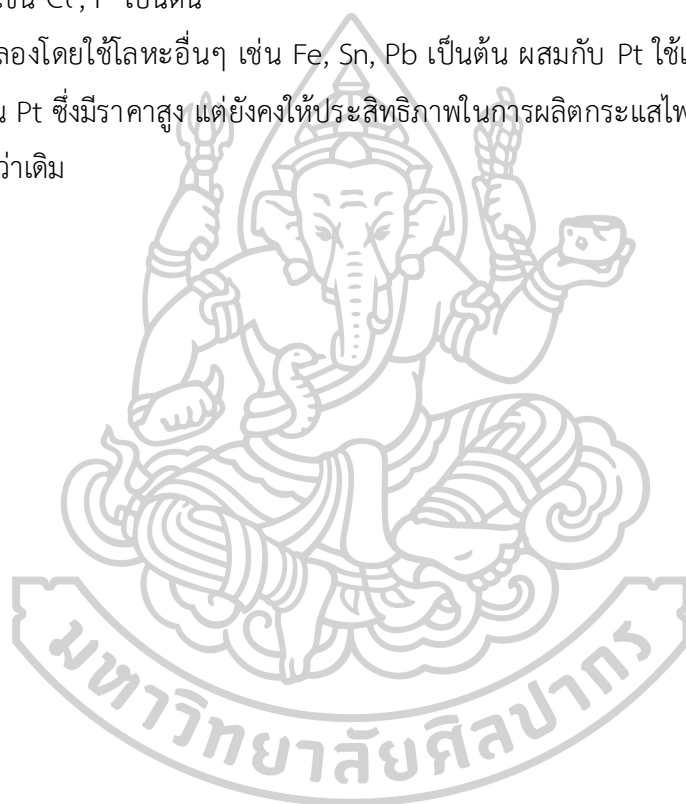 เป็นต้น
ลองโดยใช้โลหะอื่นๆ เช่น Fe, Sn, Pb เป็นต้น ผสมกับ Pt ใช้
น Pt ซึ่งมีราคาสูง แต่ยังคงให้ประสิทธิภาพในการผลิตกระแสไฟ
ว่าเดิม
มหาวิทยาลัยศิลปากร